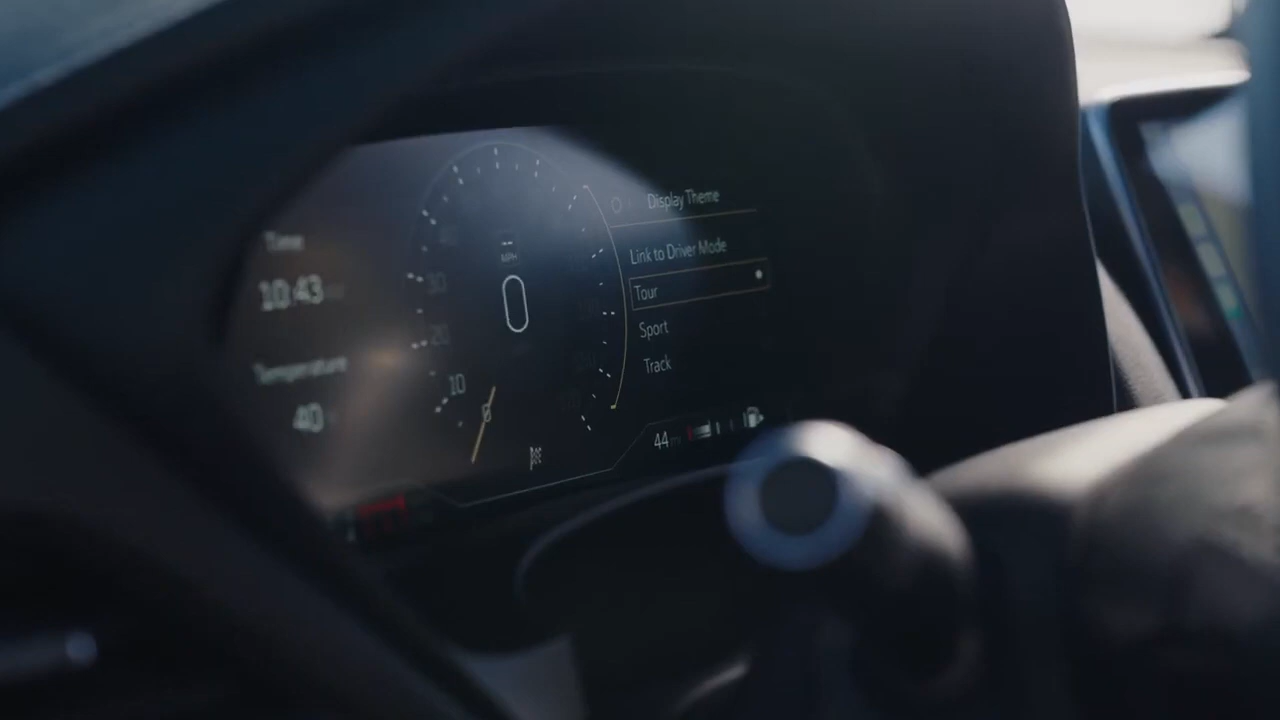 Time
10:43
Temperature
40
30
20
10
MPH
0
Display Theme
Link to Driver Mode
Tour
Sport
Track
44 mi